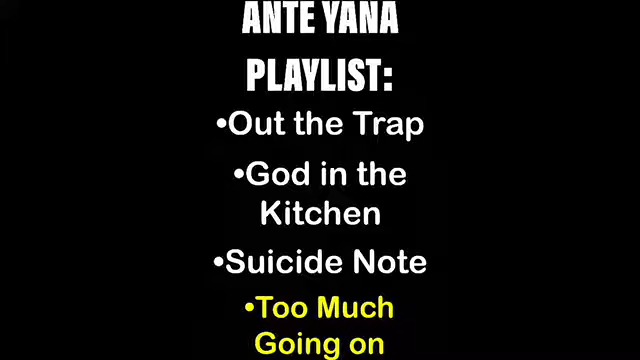 ANTE YANA
PLAYLIST:
•Out the Trap
•God in the
Kitchen
•Suicide Note
•Too Much
Going on